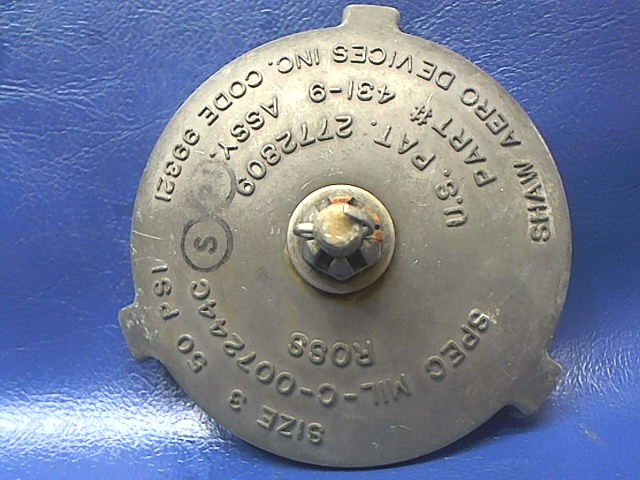 SHAW AERO DEVICES INC. CODE 99321
PART # 431-9 ASSY.
U.S. PAT. 2772809
S
ROSS
SPEC MIL-C-007244C
SIZE 3 50 PSI